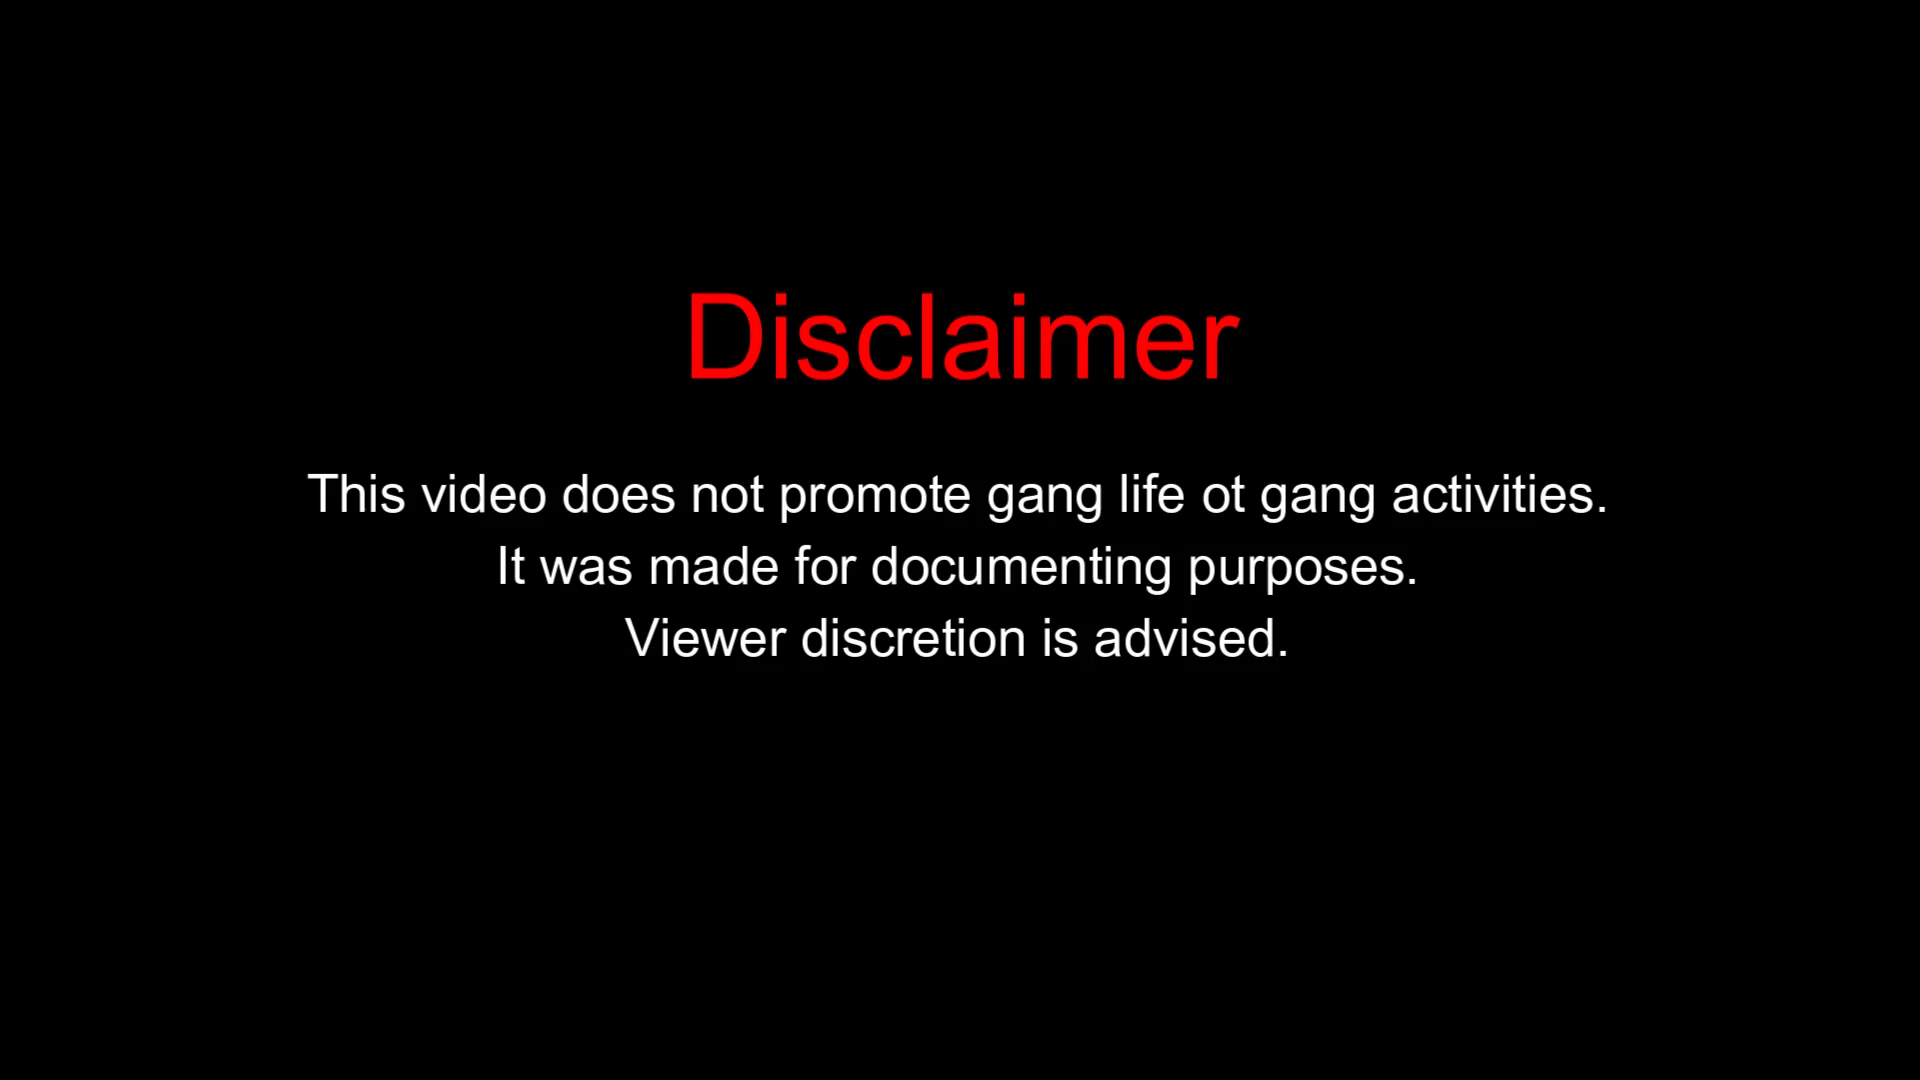 Disclaimer
This video does not promote gang life ot gang activities.
It was made for documenting purposes.
Viewer discretion is advised.